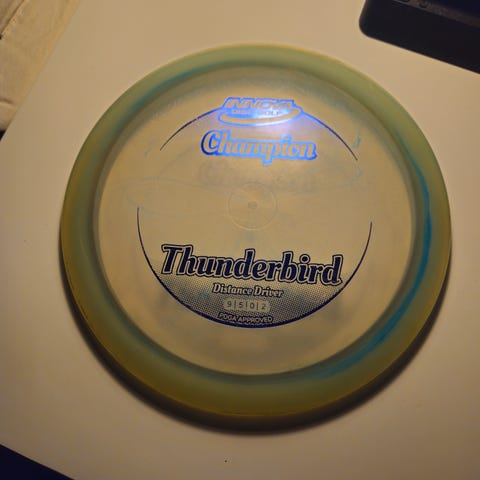 INNOVA
DISC GOLF
Champion
Thunderbird
Distance Driver
9 | 5 | 0 | 2
PDGA APPROVED